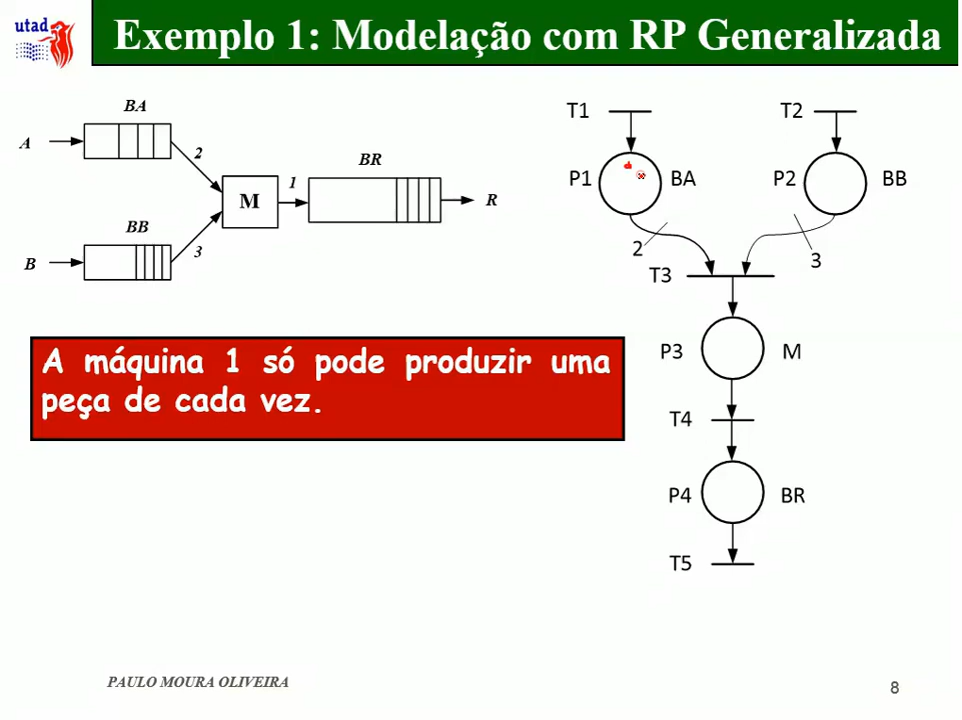 utad
Exemplo 1: Modelação com RP Generalizada
BA
A
2
BR
M
1
R
BB
B
3
T1
T2
P1
BA
P2
BB
2
3
T3
P3
M
T4
P4
BR
T5
A máquina 1 só pode produzir uma
peça de cada vez.
PAULO MOURA OLIVEIRA
8